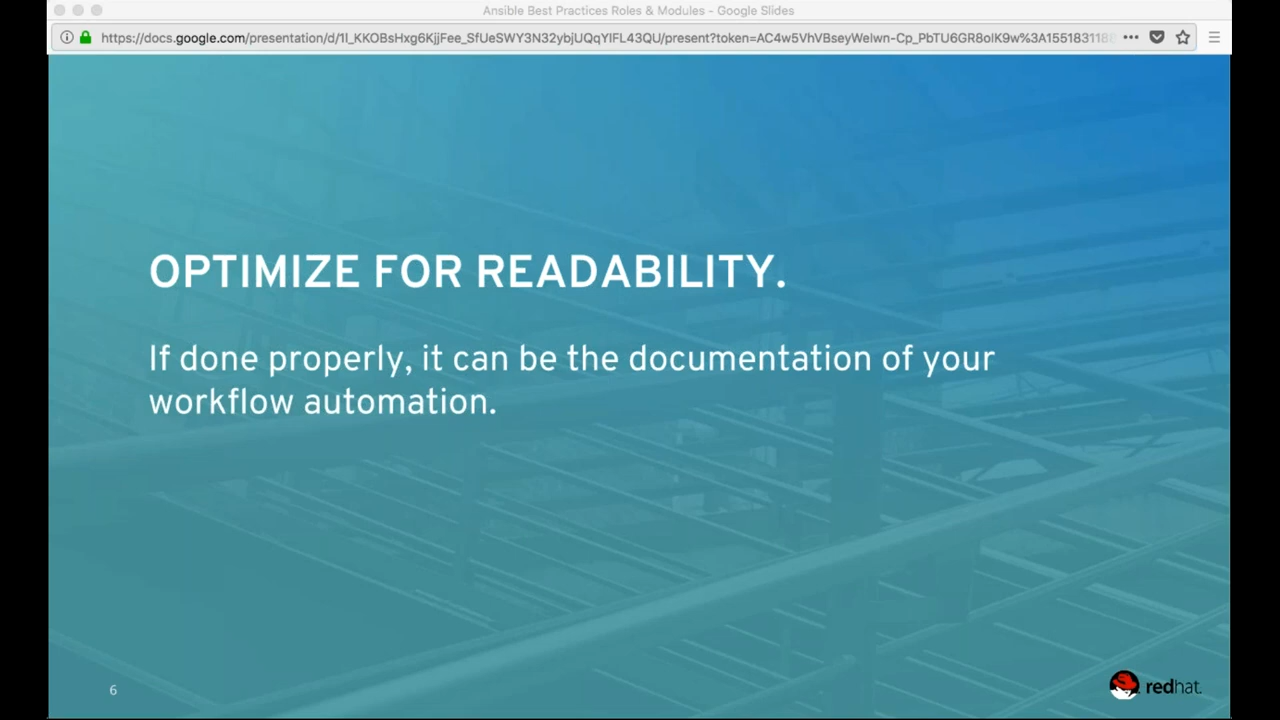 Ansible Best Practices Roles & Modules - Google Slides
OPTIMIZE FOR READABILITY.
If done properly, it can be the documentation of your
workflow automation.
6
redhat.